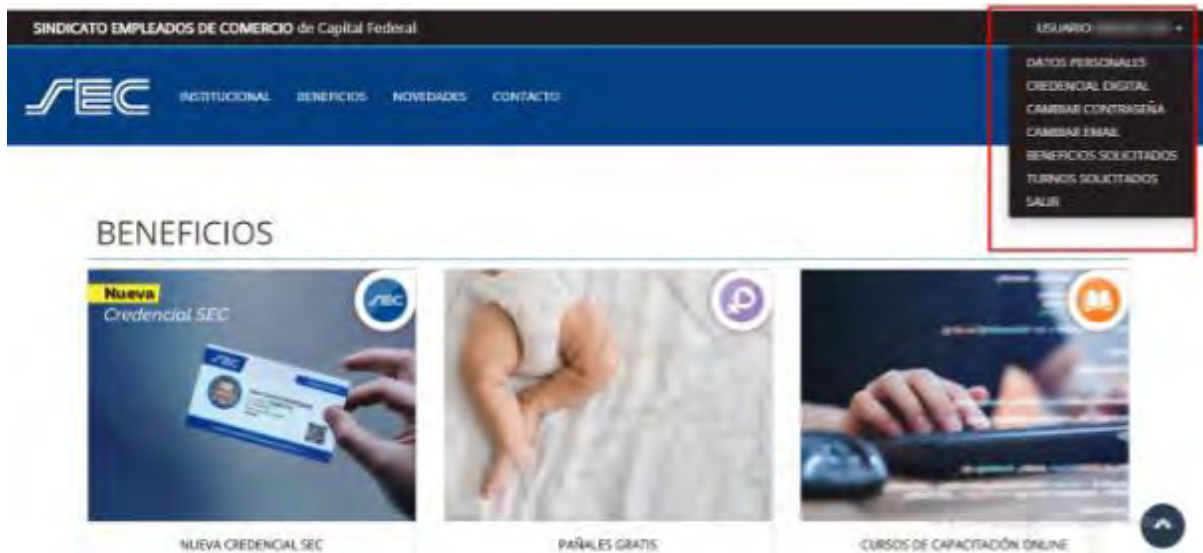 SINDICATO EMPLEADOS DE COMERCIO de Capital Federal
USUARIO
SEC
INSTITUCIONAL BENEFICIOS NOVEDADES CONTACTO
DATOS PERSONALES
CREDENCIAL DIGITAL
CAMBIAR CONTRASEÑA
CAMBIAR EMAIL
BENEFICIOS SOLICITADOS
TURNOS SOLICITADOS
SALIR
BENEFICIOS
Nueva
Credencial SEC
SEC
SEC
NUEVA CREDENCIAL SEC
PAÑALES GRATIS
CURSOS DE CAPACITACIÓN ONLINE